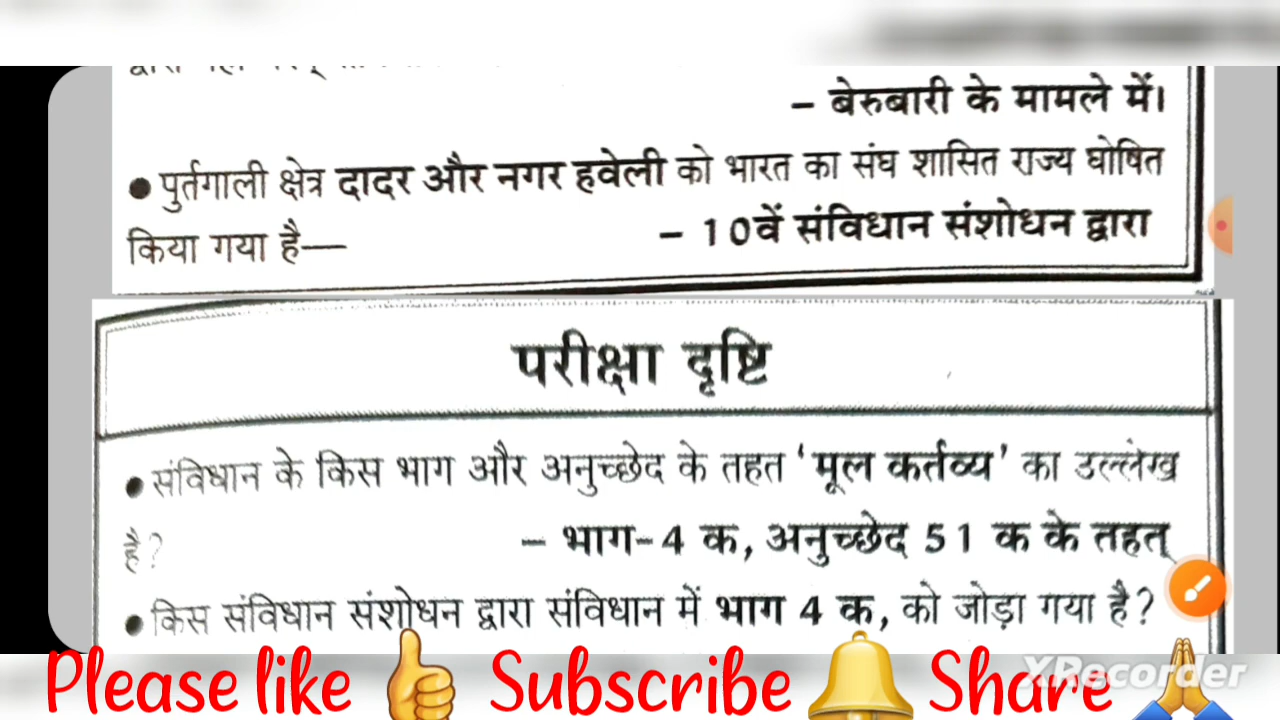 – बेरुबारी के मामले में।
● पुर्तगाली क्षेत्र दादर और नगर हवेली को भारत का संघ शासित राज्य घोषित
किया गया है— – 10वें संविधान संशोधन द्वारा
परीक्षा दृष्टि
● संविधान के किस भाग और अनुच्छेद के तहत 'मूल कर्तव्य' का उल्लेख
है? – भाग-4 क, अनुच्छेद 51 क के तहत्
● किस संविधान संशोधन द्वारा संविधान में भाग 4 क, को जोड़ा गया है?
Please like 👍 Subscribe 🔔 Share 🙏
XRecorder